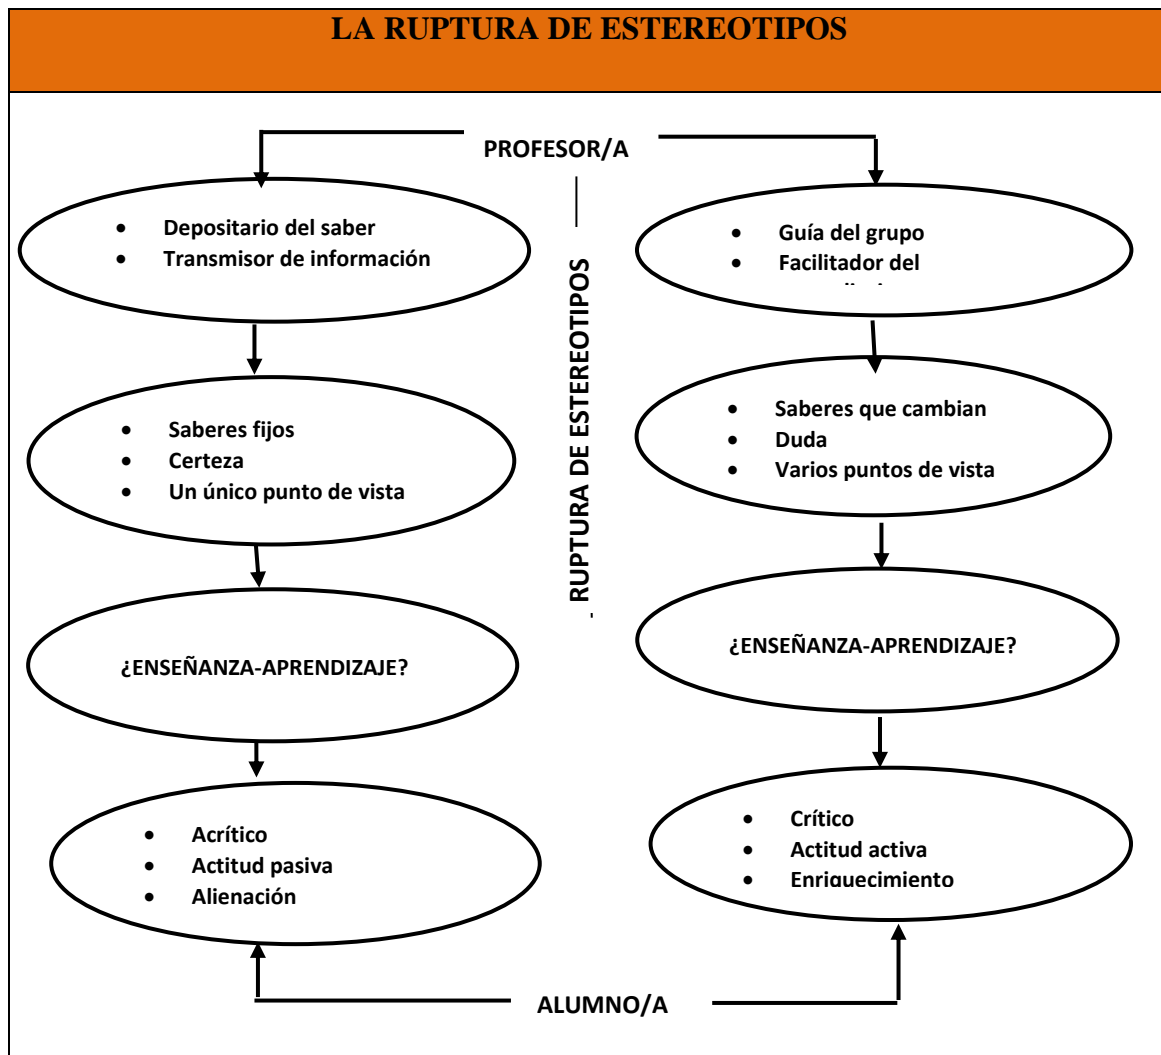 LA RUPTURA DE ESTEREOTIPOS
PROFESOR/A
• Depositario del saber
• Transmisor de información
• Saberes fijos
• Certeza
• Un único punto de vista
¿ENSEÑANZA-APRENDIZAJE?
• Acrítico
• Actitud pasiva
• Alienación
RUPTURA DE ESTEREOTIPOS
• Guía del grupo
• Facilitador del
• Saberes que cambian
• Duda
• Varios puntos de vista
¿ENSEÑANZA-APRENDIZAJE?
• Crítico
• Actitud activa
• Enriquecimiento
ALUMNO/A